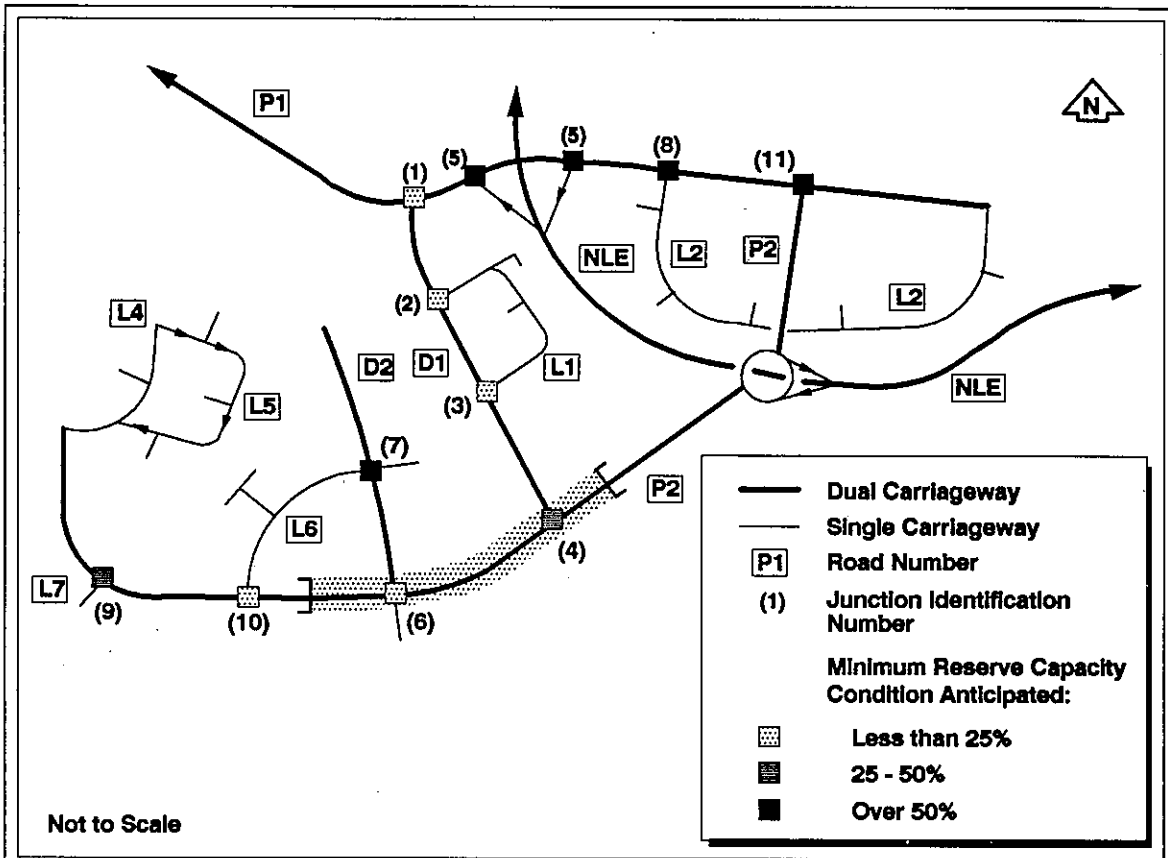 P1
N
(1)
(5)
(5)
(8)
(11)
NLE
L2
P2
L2
(2)
L4
D2
D1
L1
L5
(3)
NLE
(7)
P2
L6
(4)
L7
(9)
(10)
(6)
Dual Carriageway
Single Carriageway
P1 Road Number
(1) Junction Identification
Number
Minimum Reserve Capacity
Condition Anticipated:
Less than 25%
25 - 50%
Over 50%
Not to Scale